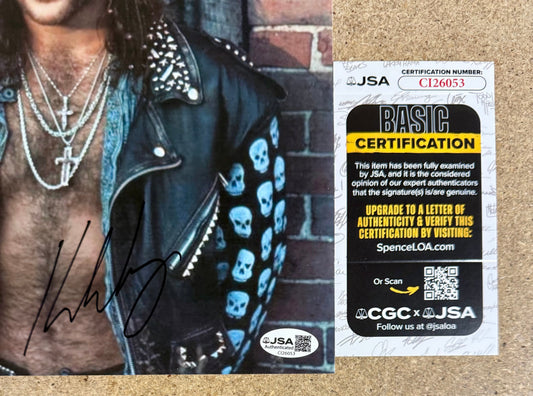 JSA
CERTIFICATION NUMBER:
CI26053
BASIC
CERTIFICATION
This item has been fully examined
by JSA, and it is the considered
opinion of our expert authenticators
that the signature(s) is/are genuine.
UPGRADE TO A LETTER OF
AUTHENTICITY & VERIFY THIS
CERTIFICATION BY VISITING:
SpenceLOA.com
Or Scan
CGC x JSA
Follow us at @jsaloa
JSA
Authenticated
CI26053